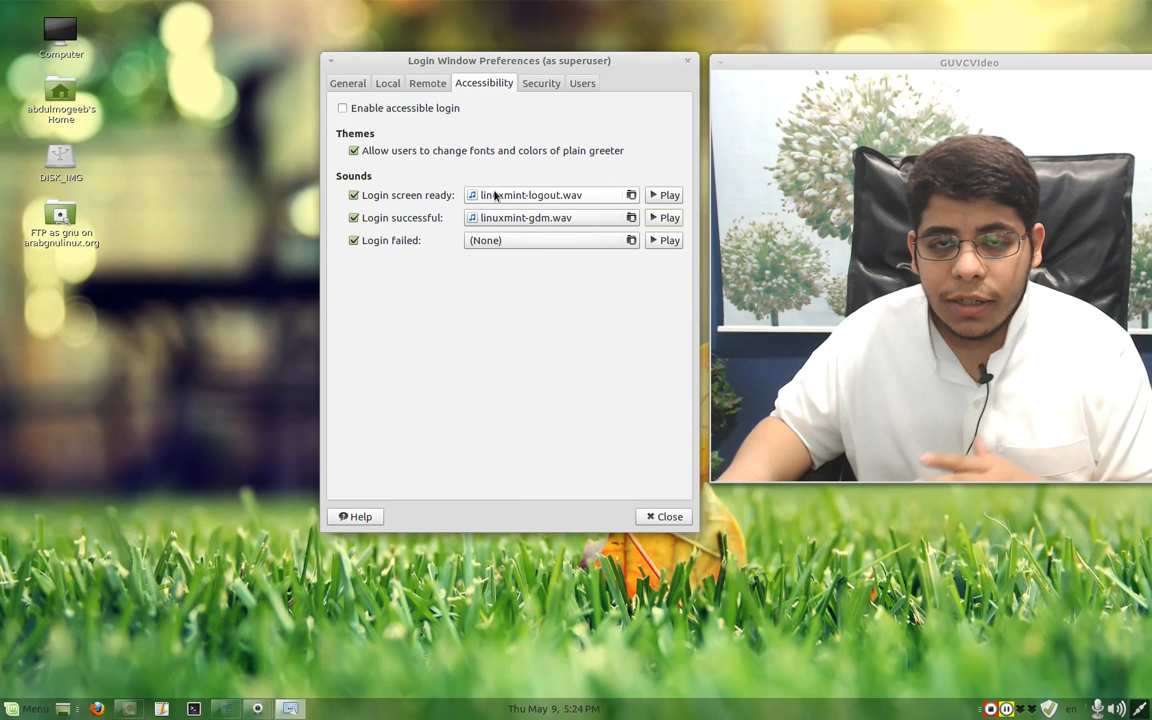 Computer
abdulmogeeb's
Home
DISK_IMG
FTP as gnu on
arabgnulinux.org
Login Window Preferences (as superuser)
General Local Remote Accessibility Security Users
Enable accessible login
Themes
Allow users to change fonts and colors of plain greeter
Sounds
Login screen ready: linuxmint-logout.wav Play
Login successful: linuxmint-gdm.wav Play
Login failed: (None) Play
Help Close
GUVCVideo
Menu Thu May 9, 5:24 PM en